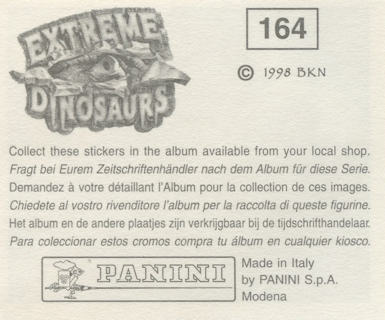 EXTREME
DINOSAURS
164
© 1998 BKN
Collect these stickers in the album available from your local shop.
Fragt bei Eurem Zeitschriftenhändler nach dem Album für diese Serie.
Demandez à votre détaillant l'Album pour la collection de ces images.
Chiedete al vostro rivenditore l'album per la raccolta di queste figurine.
Het album en de andere plaatjes zijn verkrijgbaar bij de tijdschrifthandelaar.
Para coleccionar estos cromos compra tu álbum en cualquier kiosco.
PANINI
Made in Italy
by PANINI S.p.A.
Modena